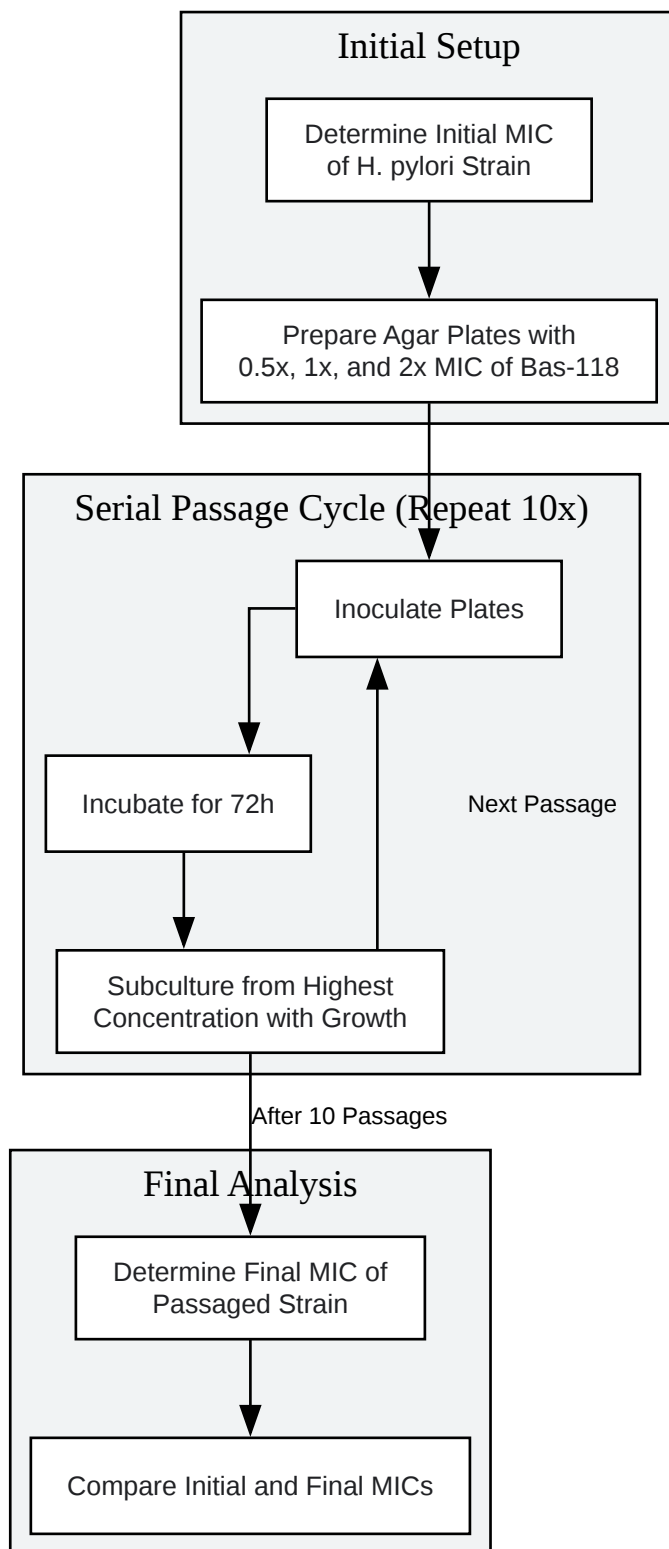 Initial Setup
Determine Initial MIC
of H. pylori Strain
Prepare Agar Plates with
0.5x, 1x, and 2x MIC of Bas-118
Serial Passage Cycle (Repeat 10x)
Inoculate Plates
Incubate for 72h
Next Passage
Subculture from Highest
Concentration with Growth
After 10 Passages
Final Analysis
Determine Final MIC of
Passaged Strain
Compare Initial and Final MICs